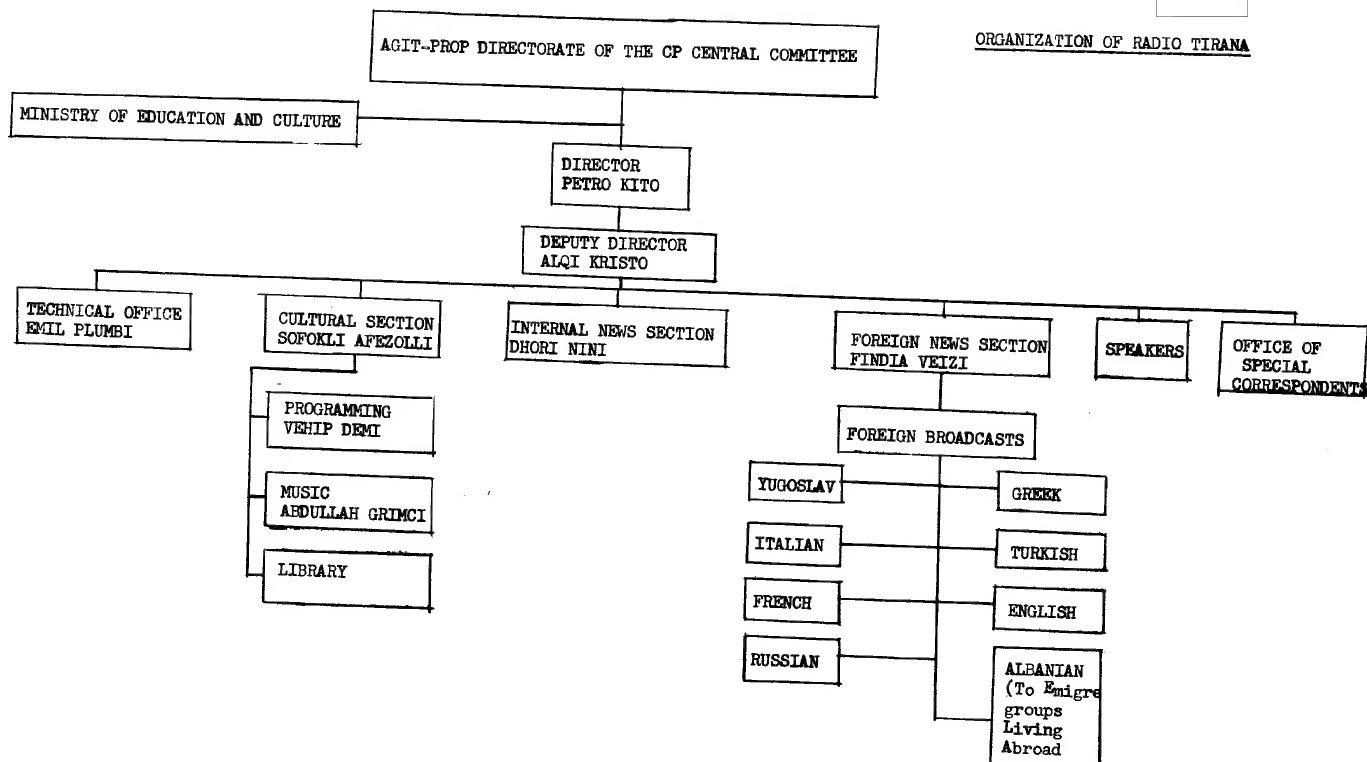 ORGANIZATION OF RADIO TIRANA
AGIT-PROP DIRECTORATE OF THE CP CENTRAL COMMITTEE
MINISTRY OF EDUCATION AND CULTURE
DIRECTOR
PETRO KITO
DEPUTY DIRECTOR
ALQI KRISTO
TECHNICAL OFFICE
EMIL PLUMBI
CULTURAL SECTION
SOFOKLI AFEZOLLI
INTERNAL NEWS SECTION
DHORI NINI
FOREIGN NEWS SECTION
FINDIA VEIZI
SPEAKERS
OFFICE OF
SPECIAL
CORRESPONDENTS
PROGRAMMING
VEHIP DEMI
MUSIC
ABDULLAH GRIMCI
LIBRARY
FOREIGN BROADCASTS
YUGOSLAV
GREEK
ITALIAN
TURKISH
FRENCH
ENGLISH
RUSSIAN
ALBANIAN
(To Emigre
groups
Living
Abroad